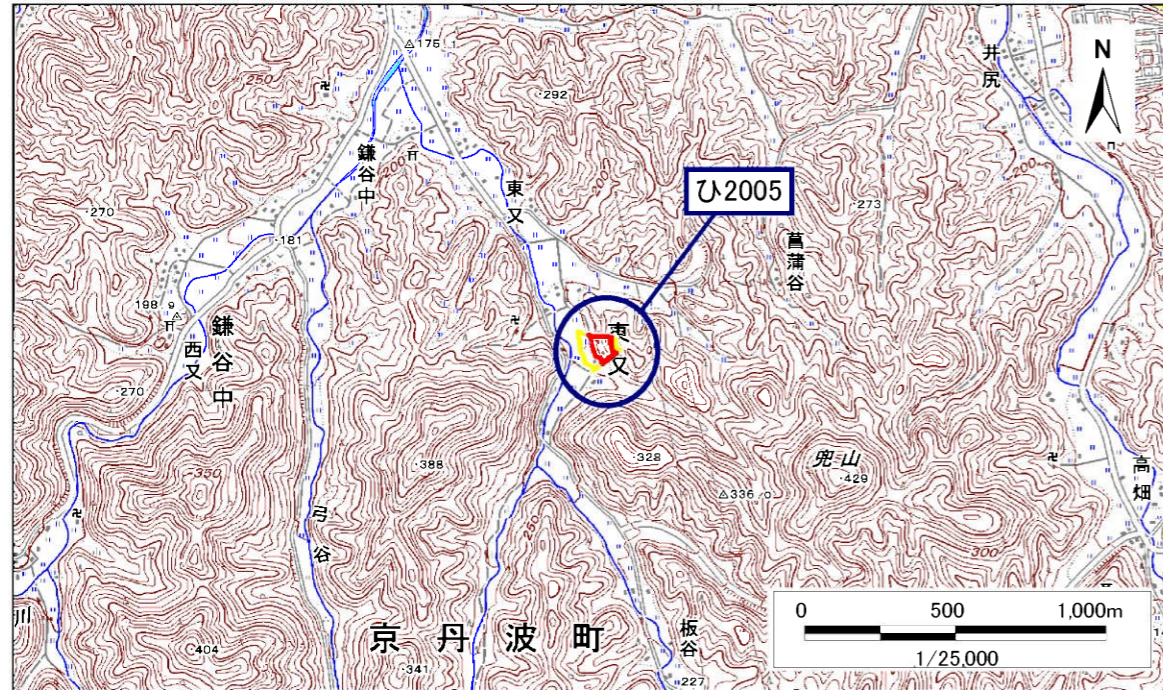 175.1
井尻
N
250
・292
鎌谷中
200
東又
200
ひ2005
・270
・273
菖蒲谷
・181
198.9
鎌谷中
西又
東又
・270
350
・388
・328
兜山
・429
336.0
高畑
250
弓谷
300
川
京丹波町
板谷
・404
・341
・227
0 500 1,000m
1/25,000